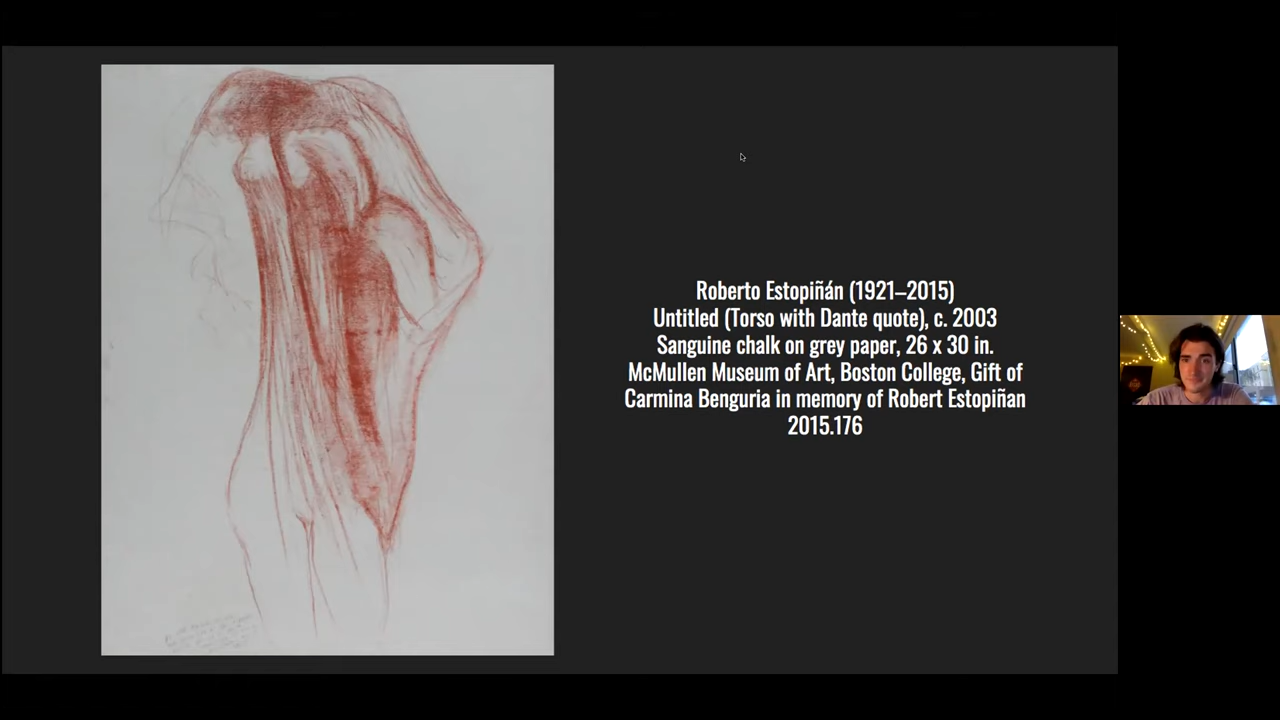 Roberto Estopiñán (1921–2015)
Untitled (Torso with Dante quote), c. 2003
Sanguine chalk on grey paper, 26 x 30 in.
McMullen Museum of Art, Boston College, Gift of
Carmina Benguria in memory of Robert Estopiñan
2015.176